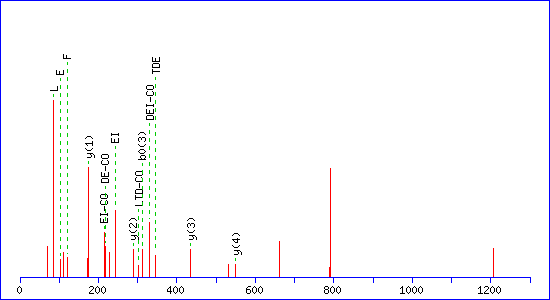 L
E
F
y(1)
EI-CO
DE-CO
EI
y(2)
LTD-CO
b0(3)
DEI-CO
TDE
y(3)
y(4)
0 200 400 600 800 1000 1200